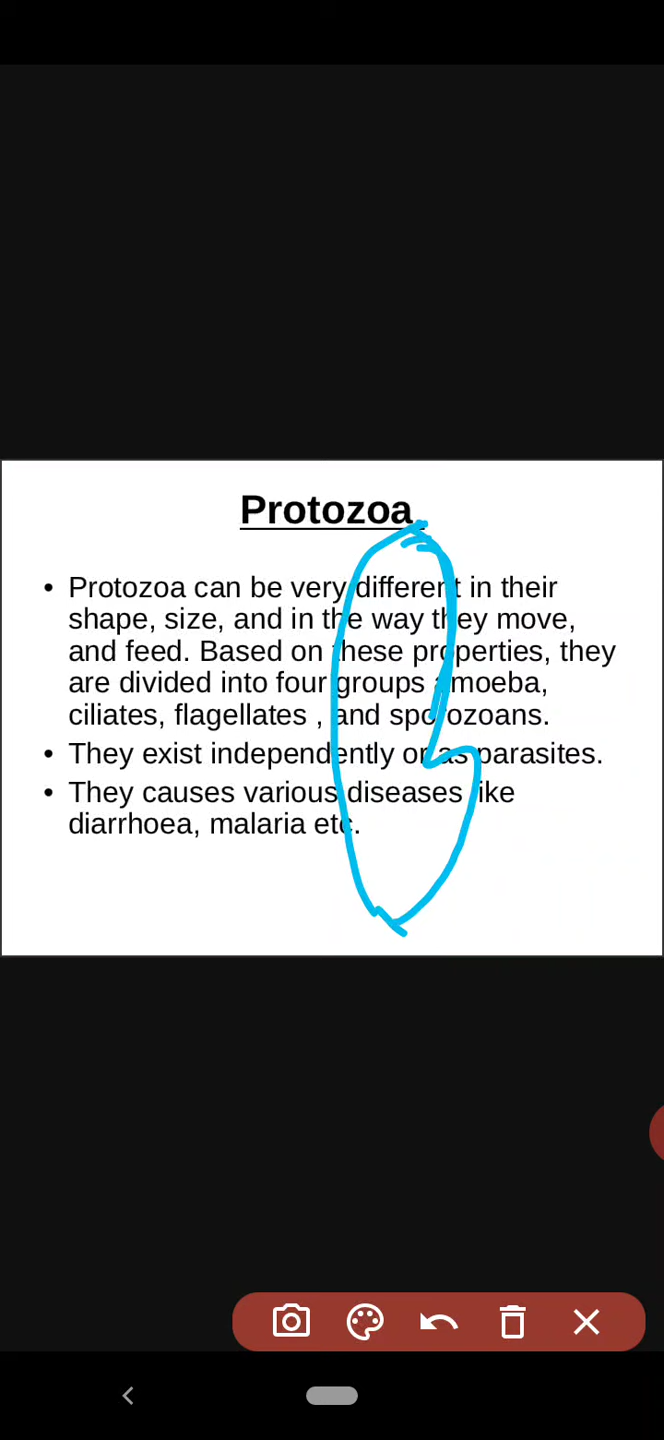 Protozoa
• Protozoa can be very different in their
shape, size, and in the way they move,
and feed. Based on these properties, they
are divided into four groups amoeba,
ciliates, flagellates , and sporozoans.
• They exist independently or as parasites.
• They causes various diseases like
diarrhoea, malaria etc.